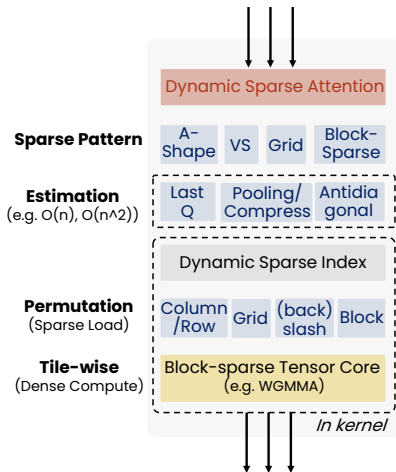 Dynamic Sparse Attention
Sparse Pattern
A-
Shape
VS
Grid
Block-
Sparse
Estimation
(e.g. O(n), O(n^2))
Last
Q
Pooling/
Compress
Antidia
gonal
Dynamic Sparse Index
Permutation
(Sparse Load)
Column
/Row
Grid
(back)
slash
Block
Tile-wise
(Dense Compute)
Block-sparse Tensor Core
(e.g. WGMMA)
In kernel